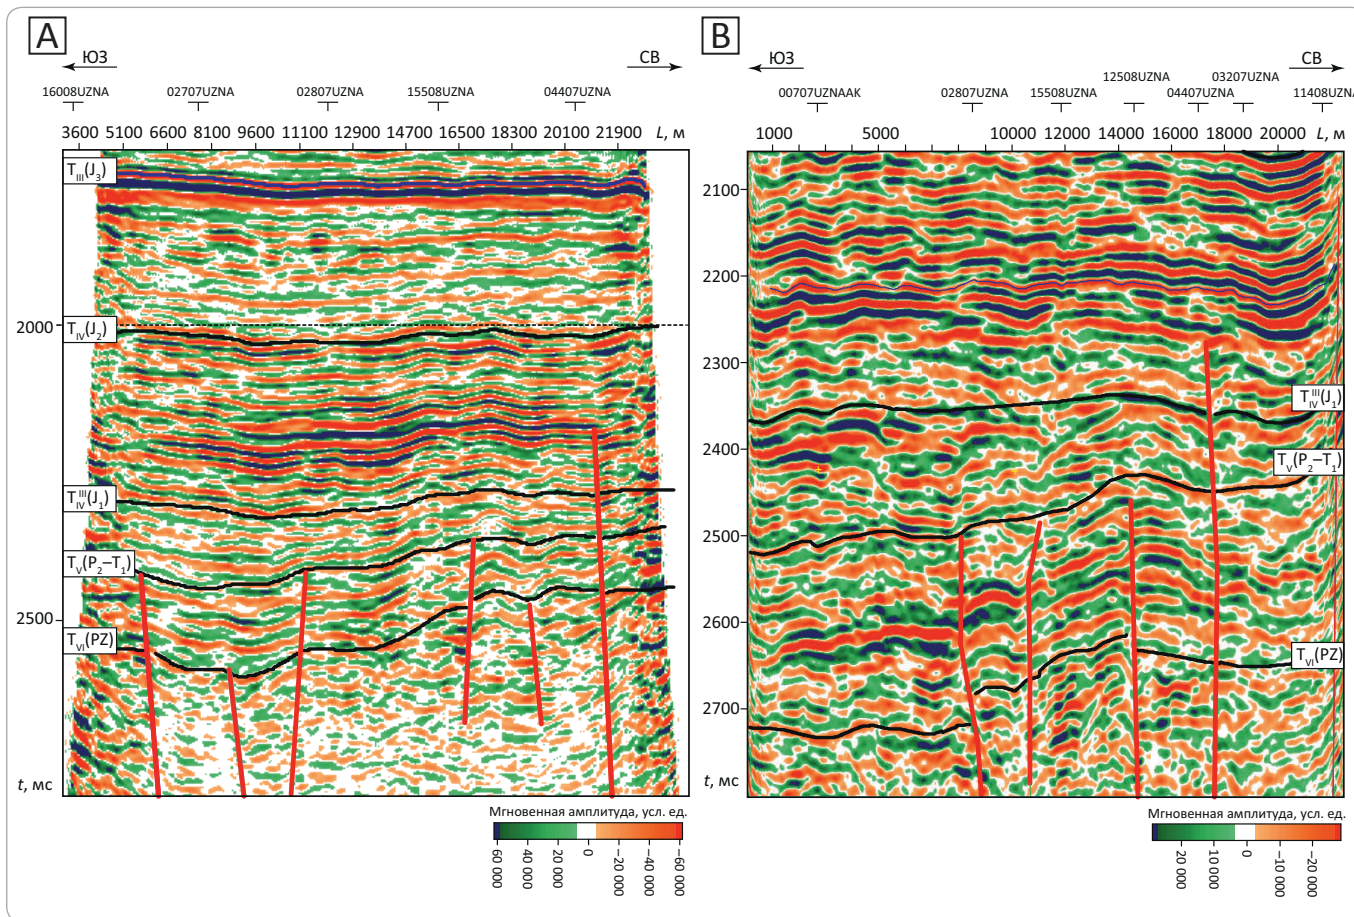 A
ЮЗ
СВ
16008UZNA 02707UZNA 02807UZNA 15508UZNA 04407UZNA
3600 5100 6600 8100 9600 11100 12900 14700 16500 18300 20100 21900 L, м
T_III(J_3)
2000
T_IV(J_2)
T_IV^III(J_1)
T_V(P_2–T_1)
2500
T_VI(PZ)
t, мс
Мгновенная амплитуда, усл. ед.
60 000 40 000 20 000 0 –20 000 –40 000 –60 000
B
ЮЗ
СВ
12508UZNA 03207UZNA
00707UZNAAK 02807UZNA 15508UZNA 04407UZNA 11408UZNA
1000 5000 10000 12000 14000 16000 18000 20000 L, м
2100
2200
2300
T_IV^III(J_1)
2400
T_V(P_2–T_1)
2500
2600
T_VI(PZ)
2700
t, мс
Мгновенная амплитуда, усл. ед.
20 000 10 000 0 –10 000 –20 000